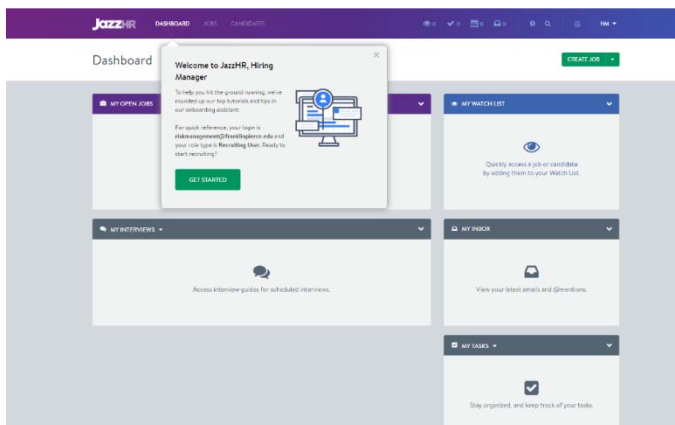 JazzHR DASHBOARD JOBS CANDIDATES HM
Dashboard
CREATE JOB
Welcome to JazzHR, Hiring
Manager
To help you hit the ground running, we've
rounded up our top tutorials and tips in
our onboarding assistant.
For quick reference, your login is
riskmanagement@franklinpierce.edu and
your role type is Recruiting User. Ready to
start recruiting?
GET STARTED
MY OPEN JOBS
MY WATCH LIST
Quickly access a job or candidate
by adding them to your Watch List.
MY INTERVIEWS
Access interview guides for scheduled interviews.
MY INBOX
View your latest emails and @mentions.
MY TASKS
Stay organized, and keep track of your tasks.